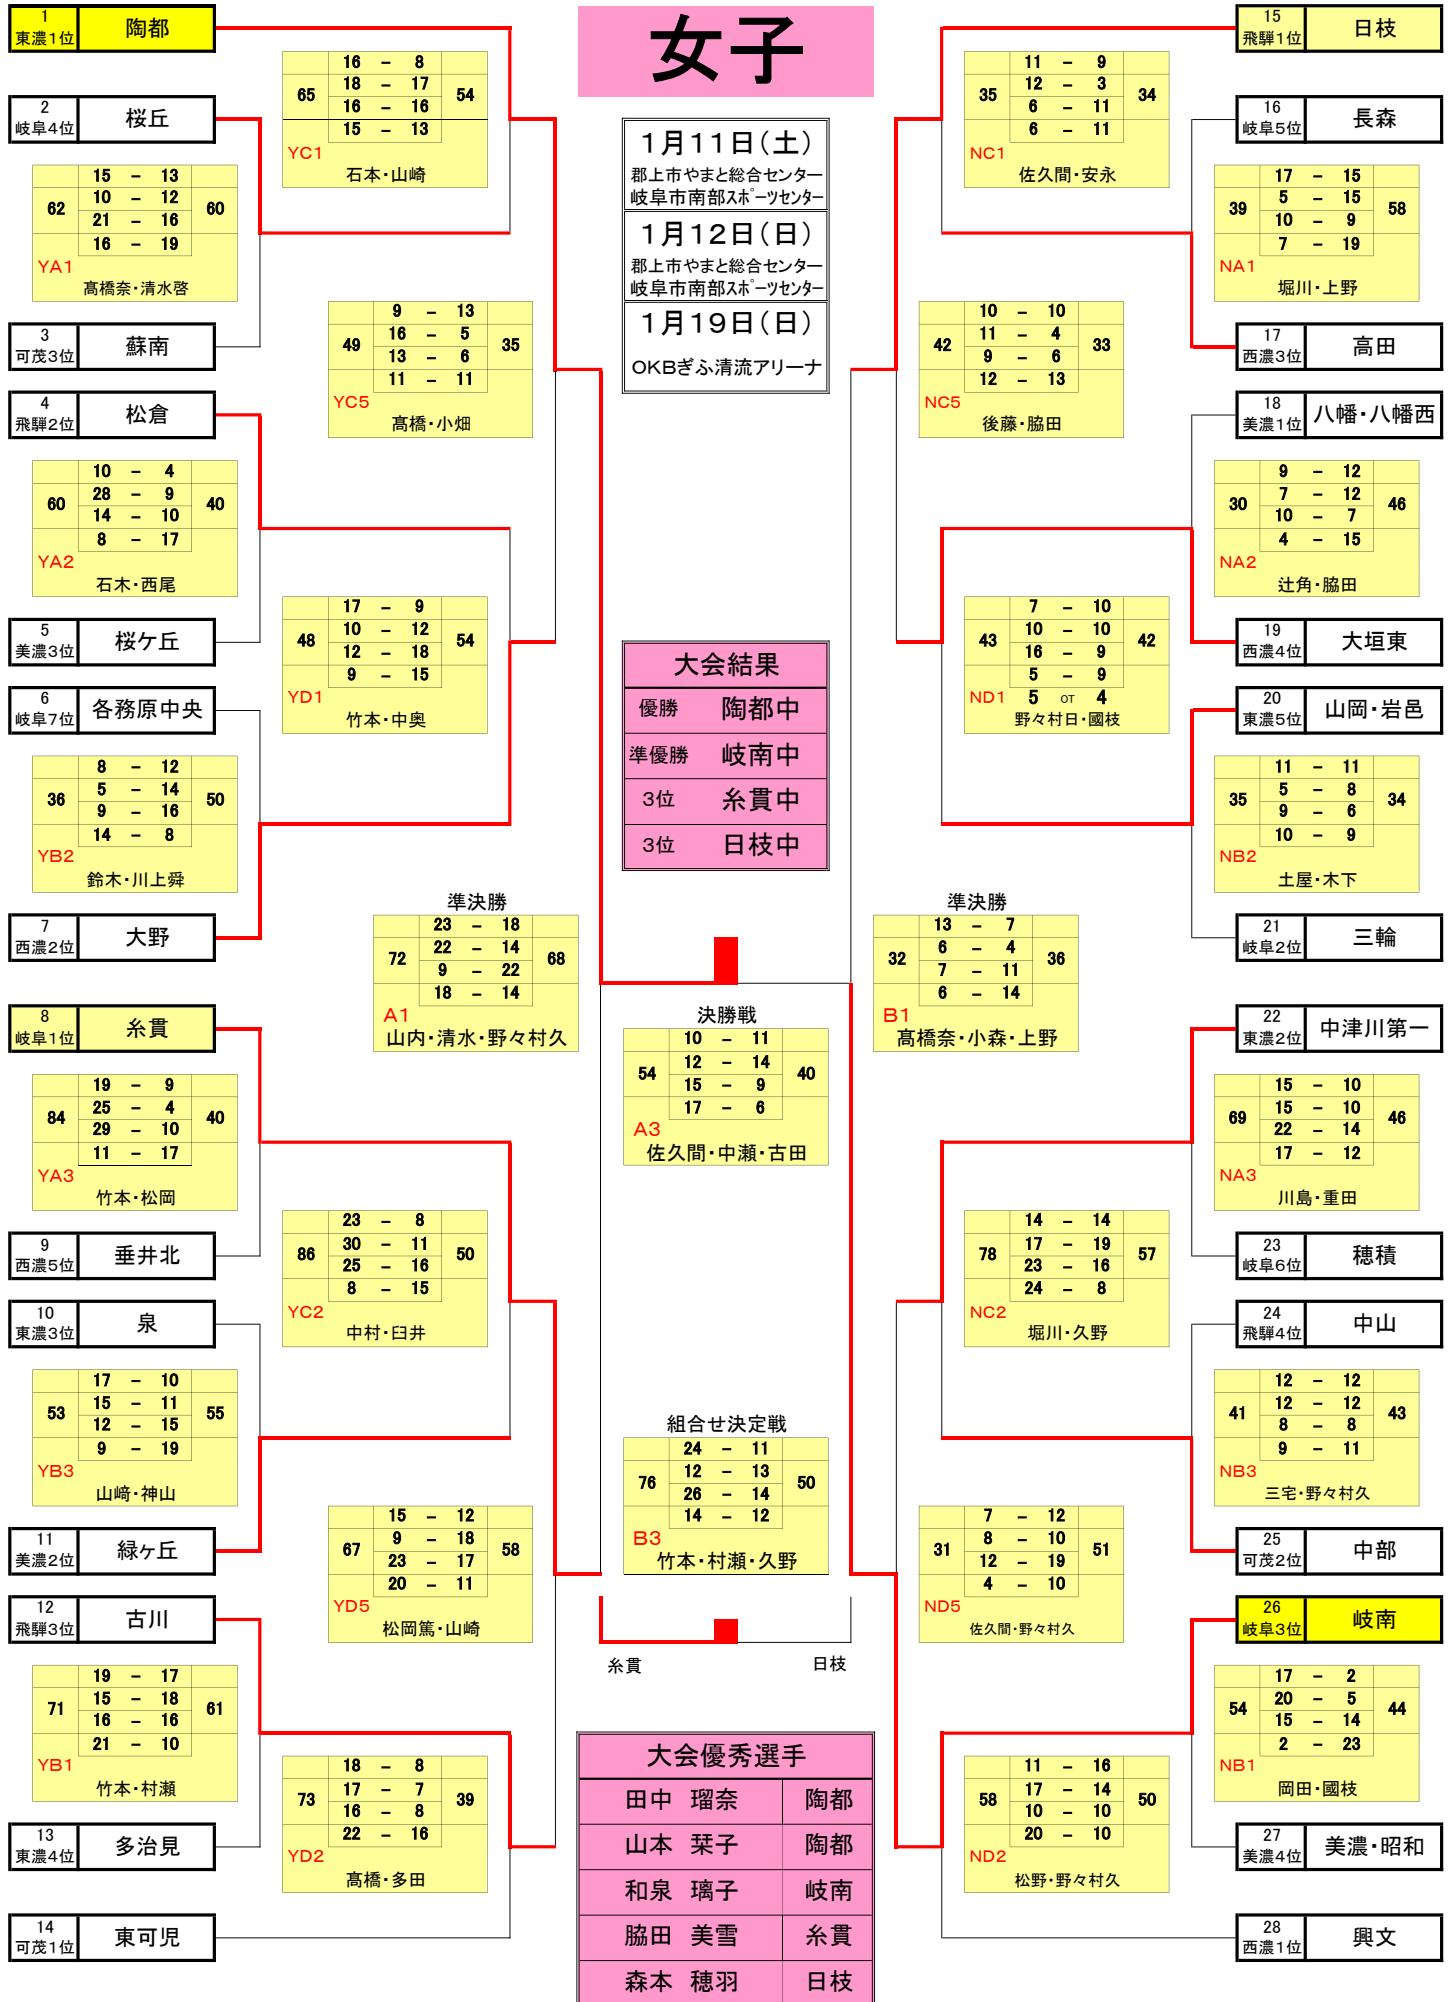 女子
1月11日(土)
郡上市やまと総合センター
岐阜市南部スポーツセンター
1月12日(日)
郡上市やまと総合センター
岐阜市南部スポーツセンター
1月19日(日)
OKBぎふ清流アリーナ
1 東濃1位 陶都
2 岐阜4位 桜丘
3 可茂3位 蘇南
4 飛騨2位 松倉
5 美濃3位 桜ケ丘
6 岐阜7位 各務原中央
7 西濃2位 大野
8 岐阜1位 糸貫
9 西濃5位 垂井北
10 東濃3位 泉
11 美濃2位 緑ヶ丘
12 飛騨3位 古川
13 東濃4位 多治見
14 可茂1位 東可児
62 60
15 - 13
10 - 12
21 - 16
16 - 19
YA1
髙橋奈・清水啓
60 40
10 - 4
28 - 9
14 - 10
8 - 17
YA2
石木・西尾
36 50
8 - 12
5 - 14
9 - 16
14 - 8
YB2
鈴木・川上舜
84 40
19 - 9
25 - 4
29 - 10
11 - 17
YA3
竹本・松岡
53 55
17 - 10
15 - 11
12 - 15
9 - 19
YB3
山﨑・神山
71 61
19 - 17
15 - 18
16 - 16
21 - 10
YB1
竹本・村瀬
65 54
16 - 8
18 - 17
16 - 16
15 - 13
YC1
石本・山崎
48 54
17 - 9
10 - 12
12 - 18
9 - 15
YD1
竹本・中奥
86 50
23 - 8
30 - 11
25 - 16
8 - 15
YC2
中村・臼井
73 39
18 - 8
17 - 7
16 - 8
22 - 16
YD2
髙橋・多田
49 35
9 - 13
16 - 5
13 - 6
11 - 11
YC5
髙橋・小畑
67 58
15 - 12
9 - 18
23 - 17
20 - 11
YD5
松岡篤・山崎
準決勝
72 68
23 - 18
22 - 14
9 - 22
18 - 14
A1
山内・清水・野々村久
大会結果
優勝 陶都中
準優勝 岐南中
3位 糸貫中
3位 日枝中
決勝戦
54 40
10 - 11
12 - 14
15 - 9
17 - 6
A3
佐久間・中瀬・古田
組合せ決定戦
76 50
24 - 11
12 - 13
26 - 14
14 - 12
B3
竹本・村瀬・久野
糸貫 日枝
大会優秀選手
田中 瑠奈 陶都
山本 栞子 陶都
和泉 璃子 岐南
脇田 美雪 糸貫
森本 穂羽 日枝
準決勝
32 36
13 - 7
6 - 4
7 - 11
6 - 14
B1
髙橋奈・小森・上野
42 33
10 - 10
11 - 4
9 - 6
12 - 13
NC5
後藤・脇田
31 51
7 - 12
8 - 10
12 - 19
4 - 10
ND5
佐久間・野々村久
35 34
11 - 9
12 - 3
6 - 11
6 - 11
NC1
佐久間・安永
43 42
7 - 10
10 - 10
16 - 9
5 - 9
5 OT 4
ND1
野々村日・國枝
78 57
14 - 14
17 - 19
23 - 16
24 - 8
NC2
堀川・久野
58 50
11 - 16
17 - 14
10 - 10
20 - 10
ND2
松野・野々村久
39 58
17 - 15
5 - 15
10 - 9
7 - 19
NA1
堀川・上野
30 46
9 - 12
7 - 12
10 - 7
4 - 15
NA2
辻角・脇田
35 34
11 - 11
5 - 8
9 - 6
10 - 9
NB2
土屋・木下
69 46
15 - 10
15 - 10
22 - 14
17 - 12
NA3
川島・重田
41 43
12 - 12
12 - 12
8 - 8
9 - 11
NB3
三宅・野々村久
54 44
17 - 2
20 - 5
15 - 14
2 - 23
NB1
岡田・國枝
15 飛騨1位 日枝
16 岐阜5位 長森
17 西濃3位 高田
18 美濃1位 八幡・八幡西
19 西濃4位 大垣東
20 東濃5位 山岡・岩邑
21 岐阜2位 三輪
22 東濃2位 中津川第一
23 岐阜6位 穂積
24 飛騨4位 中山
25 可茂2位 中部
26 岐阜3位 岐南
27 美濃4位 美濃・昭和
28 西濃1位 興文